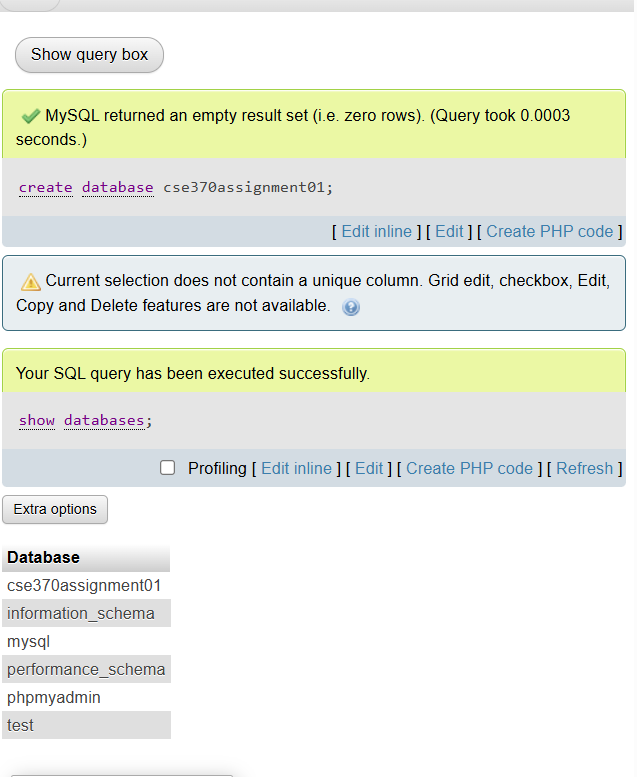 Show query box
MySQL returned an empty result set (i.e. zero rows). (Query took 0.0003
seconds.)
create database cse370assignment01;
[ Edit inline ] [ Edit ] [ Create PHP code ]
Current selection does not contain a unique column. Grid edit, checkbox, Edit,
Copy and Delete features are not available.
Your SQL query has been executed successfully.
show databases;
Profiling [ Edit inline ] [ Edit ] [ Create PHP code ] [ Refresh ]
Extra options
Database
cse370assignment01
information_schema
mysql
performance_schema
phpmyadmin
test